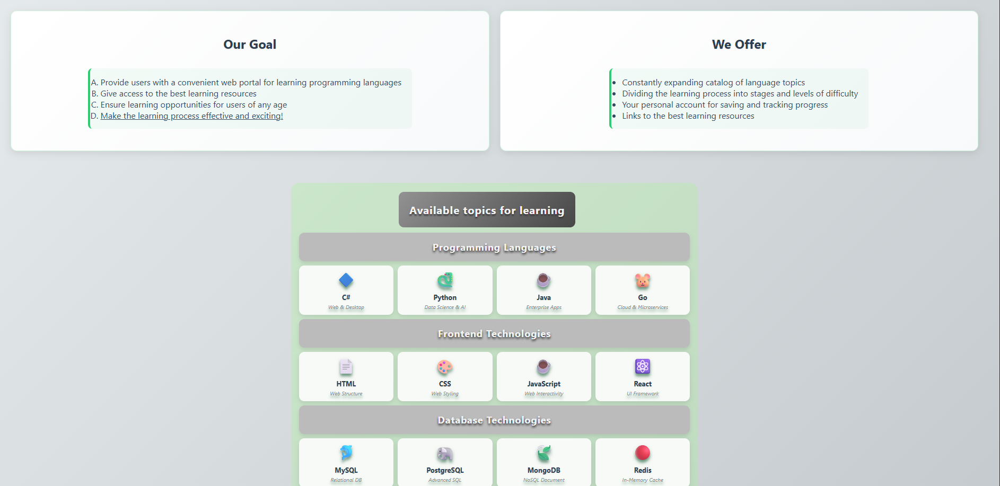 Our Goal
A. Provide users with a convenient web portal for learning programming languages
B. Give access to the best learning resources
C. Ensure learning opportunities for users of any age
D. Make the learning process effective and exciting!
We Offer
• Constantly expanding catalog of language topics
• Dividing the learning process into stages and levels of difficulty
• Your personal account for saving and tracking progress
• Links to the best learning resources
Available topics for learning
Programming Languages
C#
Web & Desktop
Python
Data Science & AI
Java
Enterprise Apps
Go
Cloud & Microservices
Frontend Technologies
HTML
Web Structure
CSS
Web Styling
JavaScript
Web Interactivity
React
UI Framework
Database Technologies
MySQL
Relational DB
PostgreSQL
Advanced SQL
MongoDB
NoSQL Document
Redis
In-Memory Cache